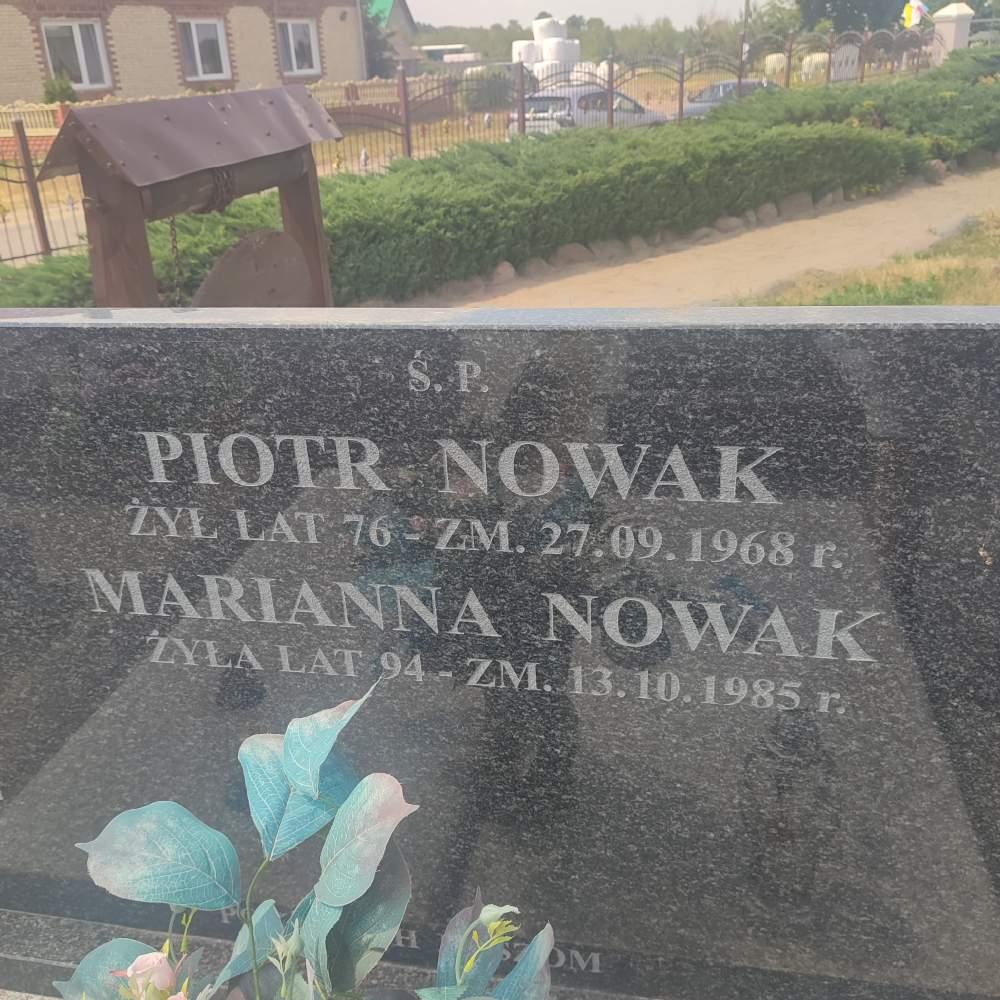 Ś. P.
PIOTR NOWAK
ŻYŁ LAT 76 - ZM. 27.09.1968 r.
MARIANNA NOWAK
ŻYŁA LAT 94 - ZM. 13.10.1985 r.